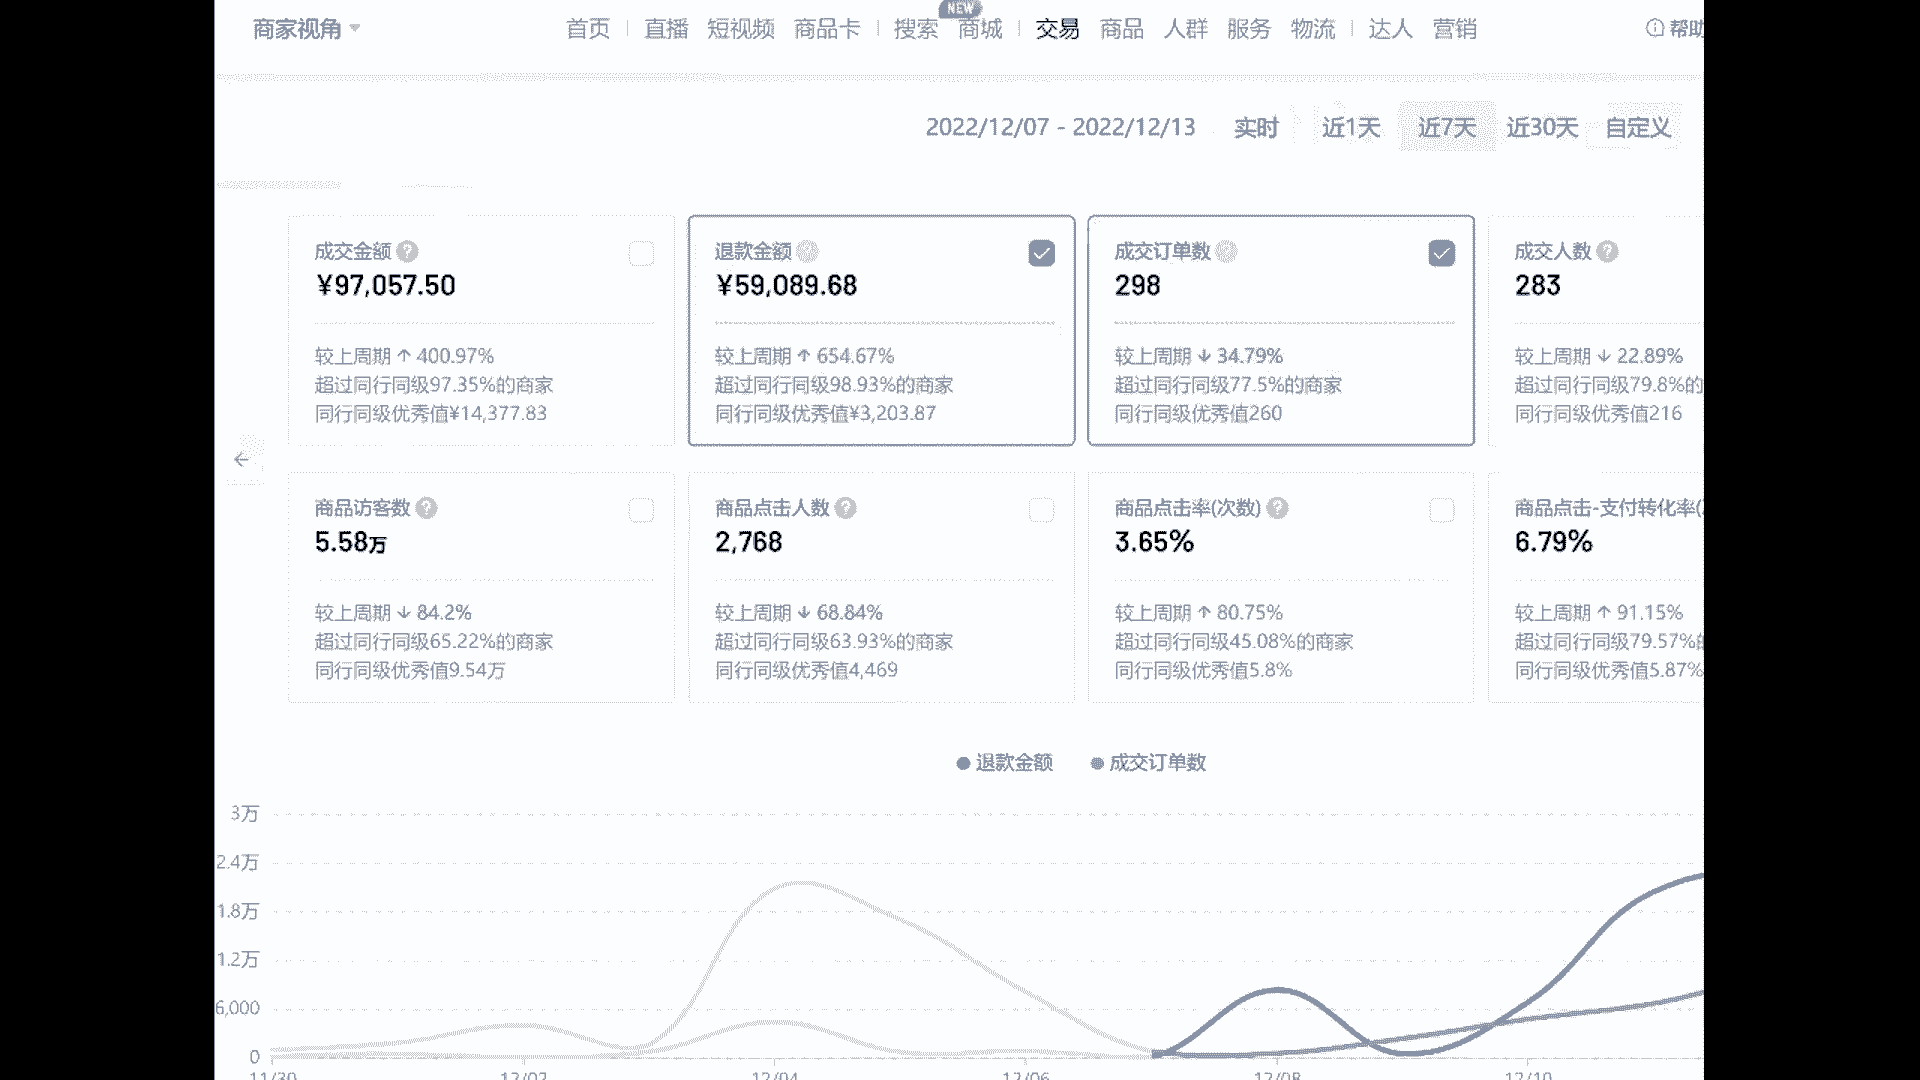 商家视角 首页 直播 短视频 商品卡 搜索 商城 NEW 交易 商品 人群 服务 物流 达人 营销 帮助
2022/12/07 - 2022/12/13 实时 近1天 近7天 近30天 自定义
成交金额 退款金额 成交订单数 成交人数
¥97,057.50 ¥59,089.68 298 283
较上周期 ↑ 400.97% 较上周期 ↑ 654.67% 较上周期 ↓ 34.79% 较上周期 ↓ 22.89%
超过同行同级97.35%的商家 超过同行同级98.93%的商家 超过同行同级77.5%的商家 超过同行同级79.8%的
同行同级优秀值¥14,377.83 同行同级优秀值¥3,203.87 同行同级优秀值260 同行同级优秀值216
商品访客数 商品点击人数 商品点击率(次数) 商品点击-支付转化率(
5.58万 2,768 3.65% 6.79%
较上周期 ↓ 84.2% 较上周期 ↓ 68.84% 较上周期 ↑ 80.75% 较上周期 ↑ 91.15%
超过同行同级65.22%的商家 超过同行同级63.93%的商家 超过同行同级45.08%的商家 超过同行同级79.57%
同行同级优秀值9.54万 同行同级优秀值4,469 同行同级优秀值5.8% 同行同级优秀值5.87%
退款金额 成交订单数
3万
2.4万
1.8万
1.2万
6,000
0
11/30 12/02 12/04 12/06 12/08 12/10